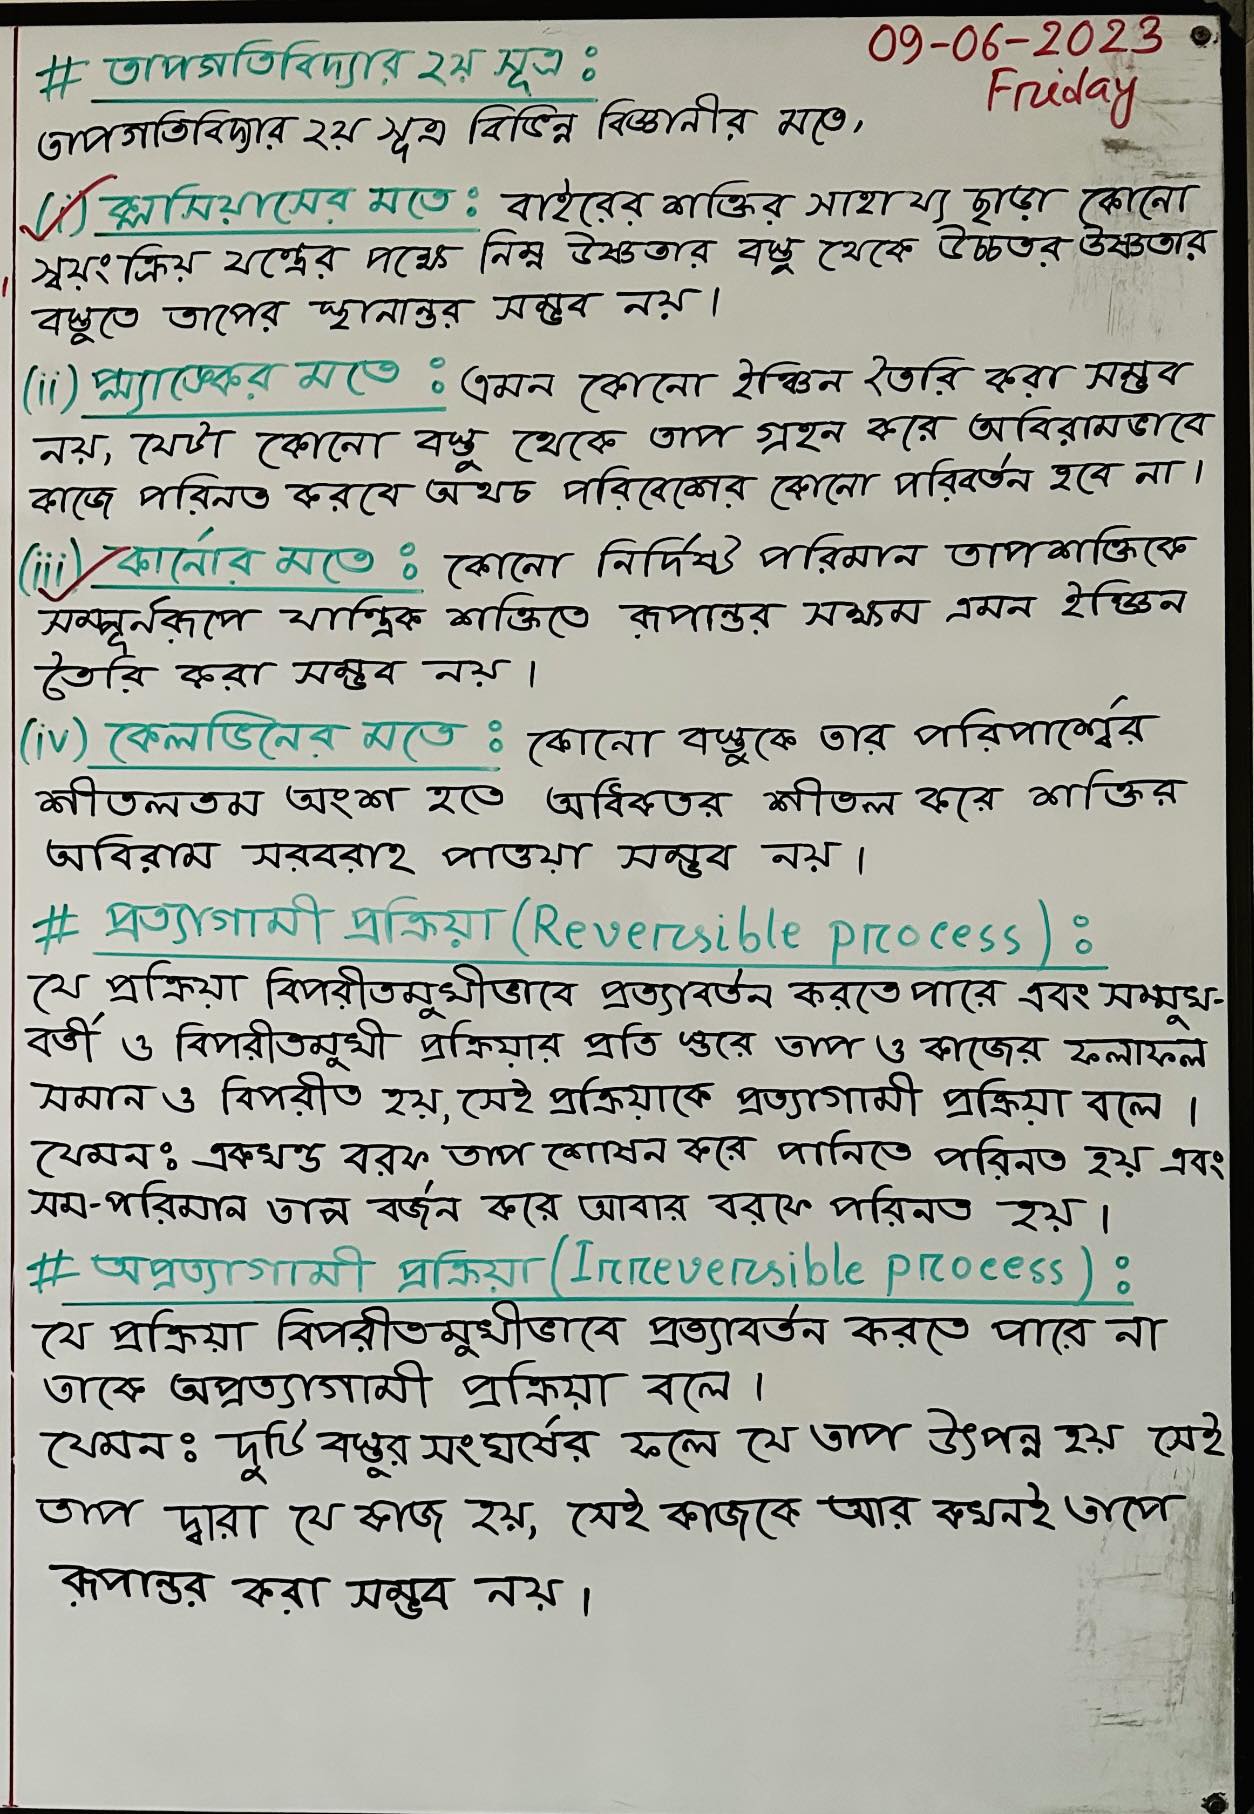 09-06-2023
Friday
# তাপগতিবিদ্যার ২য় সূত্র :
তাপগতিবিদ্যার ২য় সূত্র বিভিন্ন বিজ্ঞানীর মতে,
(i) ক্লসিয়াসের মতে : বাইরের শক্তির সাহায্য ছাড়া কোনো
স্বয়ংক্রিয় যন্ত্রের পক্ষে নিম্ন উষ্ণতার বস্তু থেকে উচ্চতর উষ্ণতার
বস্তুতে তাপের স্থানান্তর সম্ভব নয়।
(ii) প্ল্যাঙ্কের মতে : এমন কোনো ইঞ্চিন তৈরি করা সম্ভব
নয়, যেটা কোনো বস্তু থেকে তাপ গ্রহন করে অবিরামভাবে
কাজে পরিনত করবে অথচ পরিবেশের কোনো পরিবর্তন হবে না।
(iii) কার্নোর মতে : কোনো নির্দিষ্ট পরিমান তাপশক্তিকে
সম্পূর্নরূপে যান্ত্রিক শক্তিতে রূপান্তর সক্ষম এমন ইঞ্জিন
তৈরি করা সম্ভব নয়।
(iv) কেলভিনের মতে : কোনো বস্তুকে তার পরিপার্শ্বের
শীতলতম অংশ হতে অধিকতর শীতল করে শক্তির
অবিরাম সরবরাহ পাওয়া সম্ভব নয়।
# প্রত্যাগামী প্রক্রিয়া (Reversible process) :
যে প্রক্রিয়া বিপরীতমুখীভাবে প্রত্যাবর্তন করতে পারে এবং সম্মুখ-
বর্তী ও বিপরীতমুখী প্রক্রিয়ার প্রতি স্তরে তাপ ও কাজের ফলাফল
সমান ও বিপরীত হয়, সেই প্রক্রিয়াকে প্রত্যাগামী প্রক্রিয়া বলে।
যেমনঃ একখন্ড বরফ তাপ শোষন করে পানিতে পরিনত হয় এবং
সম-পরিমান তাপ বর্জন করে আবার বরফে পরিনত হয়।
# অপ্রত্যাগামী প্রক্রিয়া (Irreversible process) :
যে প্রক্রিয়া বিপরীতমুখীভাবে প্রত্যাবর্তন করতে পারে না
তাকে অপ্রত্যাগামী প্রক্রিয়া বলে।
যেমনঃ দুটি বস্তুর সংঘর্ষের ফলে যে তাপ উৎপন্ন হয় সেই
তাপ দ্বারা যে কাজ হয়, সেই কাজকে আর কখনই তাপে
রূপান্তর করা সম্ভব নয়।